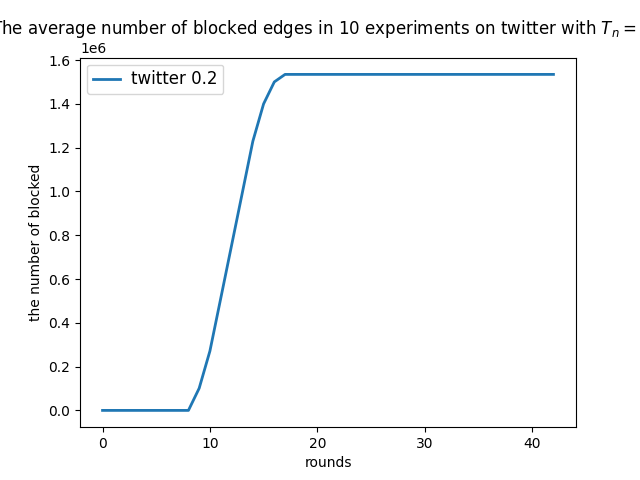 The average number of blocked edges in 10 experiments on twitter with $T_n =$
1e6
twitter 0.2
1.6
1.4
1.2
1.0
0.8
0.6
0.4
0.2
0.0
the number of blocked
0 10 20 30 40
rounds